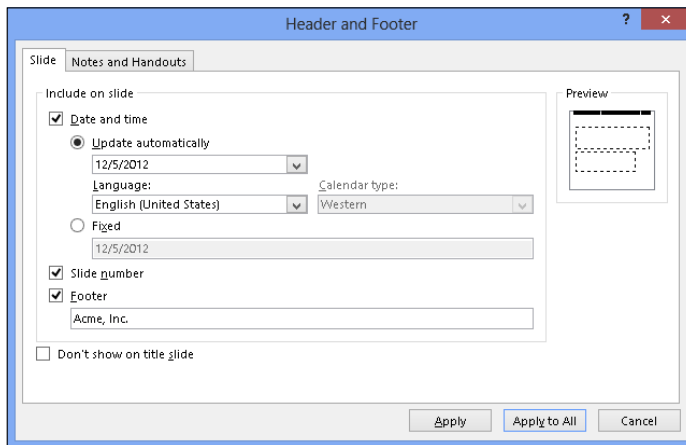 Header and Footer
?
Slide Notes and Handouts
Include on slide
Preview
Date and time
Update automatically
12/5/2012
Language: Calendar type:
English (United States) Western
Fixed
12/5/2012
Slide number
Footer
Acme, Inc.
Don't show on title slide
Apply Apply to All Cancel